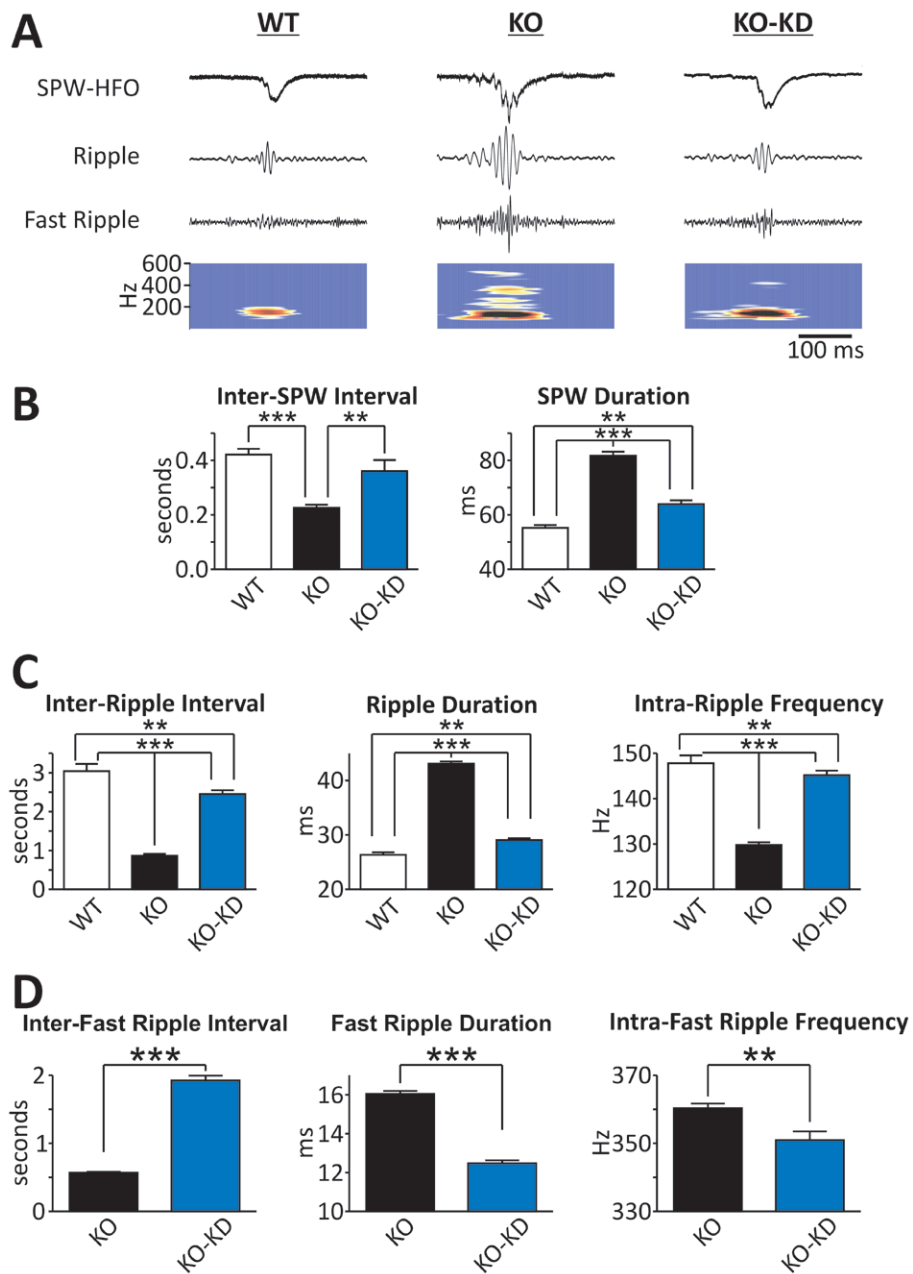 A
WT KO KO-KD
SPW-HFO
Ripple
Fast Ripple
Hz
600
400
200
100 ms
B
Inter-SPW Interval
*** **
seconds
0.4
0.2
0.0
WT KO KO-KD
SPW Duration
**
***
ms
80
60
40
WT KO KO-KD
C
Inter-Ripple Interval
**
***
seconds
3
2
1
0
WT KO KO-KD
Ripple Duration
**
***
ms
40
30
20
WT KO KO-KD
Intra-Ripple Frequency
**
***
Hz
150
140
130
120
WT KO KO-KD
D
Inter-Fast Ripple Interval
***
seconds
2
1
0
KO KO-KD
Fast Ripple Duration
***
ms
16
14
12
10
KO KO-KD
Intra-Fast Ripple Frequency
**
Hz
370
350
330
KO KO-KD